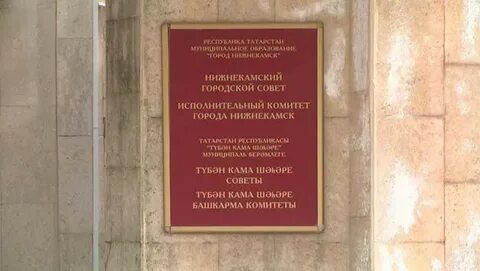 РЕСПУБЛИКА ТАТАРСТАН
МУНИЦИПАЛЬНОЕ ОБРАЗОВАНИЕ
"ГОРОД НИЖНЕКАМСК"
НИЖНЕКАМСКИЙ
ГОРОДСКОЙ СОВЕТ
ИСПОЛНИТЕЛЬНЫЙ КОМИТЕТ
ГОРОДА НИЖНЕКАМСК
ТАТАРСТАН РЕСПУБЛИКАСЫ
"ТҮБӘН КАМА ШӘҺӘРЕ"
МУНИЦИПАЛЬ БЕРӘМЛЕГЕ
ТҮБӘН КАМА ШӘҺӘРЕ
СОВЕТЫ
ТҮБӘН КАМА ШӘҺӘРЕ
БАШКАРМА КОМИТЕТЫ